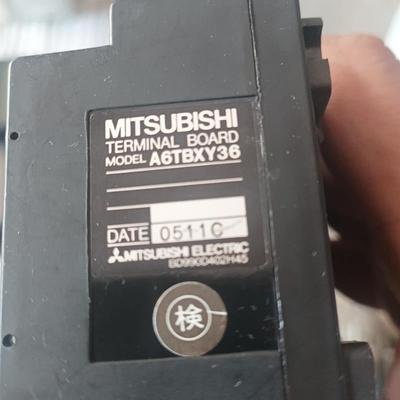 MITSUBISHI
TERMINAL BOARD
MODEL A6TBXY36
DATE 0511C
MITSUBISHI ELECTRIC
BD990D402H45
検